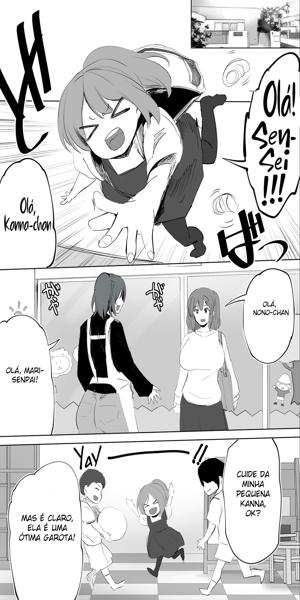 Olá!
Sen-
Sei
!!!
Olá,
Kanna-chan
OLÁ,
NONO-CHAN
OLÁ, MARI-
SENPAI!
Yay
!!
CUIDE DA
MINHA
PEQUENA
KANNA,
OK?
MAS É CLARO,
ELA É UMA
ÓTIMA GAROTA!